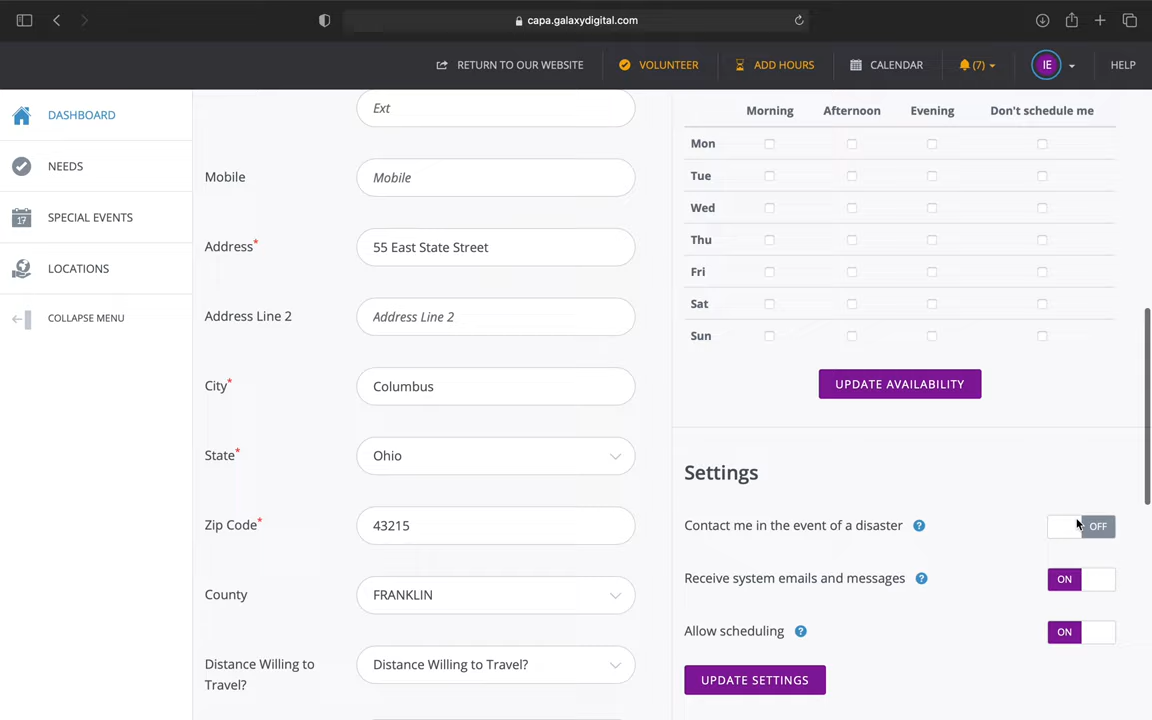 capa.galaxydigital.com
RETURN TO OUR WEBSITE
VOLUNTEER
ADD HOURS
CALENDAR
(7)
IE
HELP
DASHBOARD
NEEDS
17
SPECIAL EVENTS
LOCATIONS
COLLAPSE MENU
Ext
Mobile
Mobile
Address*
55 East State Street
Address Line 2
Address Line 2
City*
Columbus
State*
Ohio
Zip Code*
43215
County
FRANKLIN
Distance Willing to
Travel?
Distance Willing to Travel?
Morning Afternoon Evening Don't schedule me
Mon
Tue
Wed
Thu
Fri
Sat
Sun
UPDATE AVAILABILITY
Settings
Contact me in the event of a disaster ? OFF
Receive system emails and messages ? ON
Allow scheduling ? ON
UPDATE SETTINGS